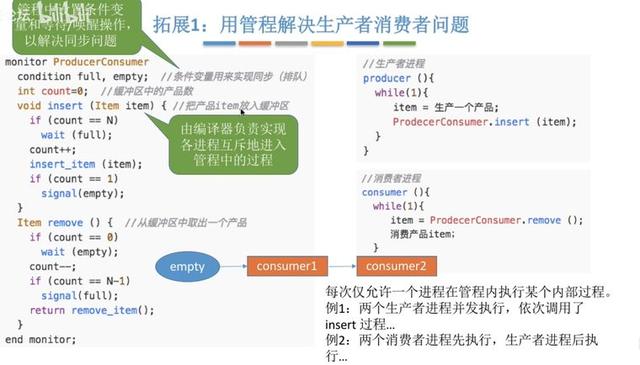 拓展1：用管程解决生产者消费者问题
量和等待/唤醒操作，
以解决同步问题
monitor ProducerConsumer
condition full, empty; //条件变量用来实现同步（排队）
int count=0; //缓冲区中的产品数
void insert (Item item) { //把产品item放入缓冲区
if (count == N)
wait (full);
count++;
insert_item (item);
if (count == 1)
signal(empty);
}
Item remove () { //从缓冲区中取出一个产品
if (count == 0)
wait (empty);
count--;
if (count == N-1)
signal(full);
return remove_item();
}
end monitor;
由编译器负责实现
各进程互斥地进入
管程中的过程
//生产者进程
producer (){
while(1){
item = 生产一个产品;
ProdecerConsumer.insert (item);
}
}
//消费者进程
consumer (){
while(1){
item = ProdecerConsumer.remove ();
消费产品item;
}
}
empty
consumer1
consumer2
每次仅允许一个进程在管程内执行某个内部过程。
例1：两个生产者进程并发执行，依次调用了
insert 过程…
例2：两个消费者进程先执行，生产者进程后执
行…